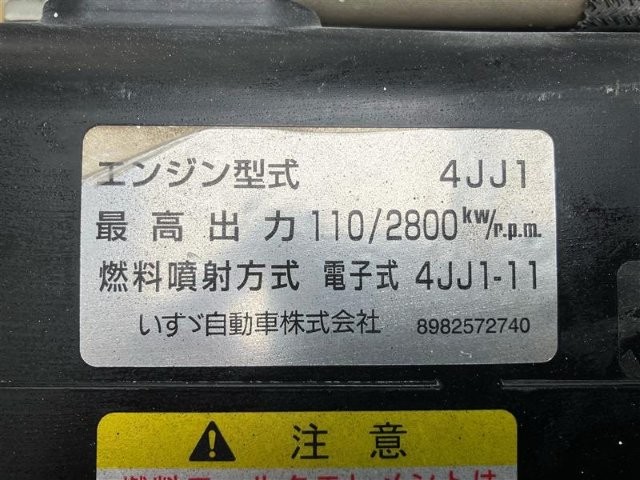 エンジン型式 4JJ1
最高出力 110/2800 kw/r.p.m.
燃料噴射方式 電子式 4JJ1-11
いすゞ自動車株式会社 8982572740
注意